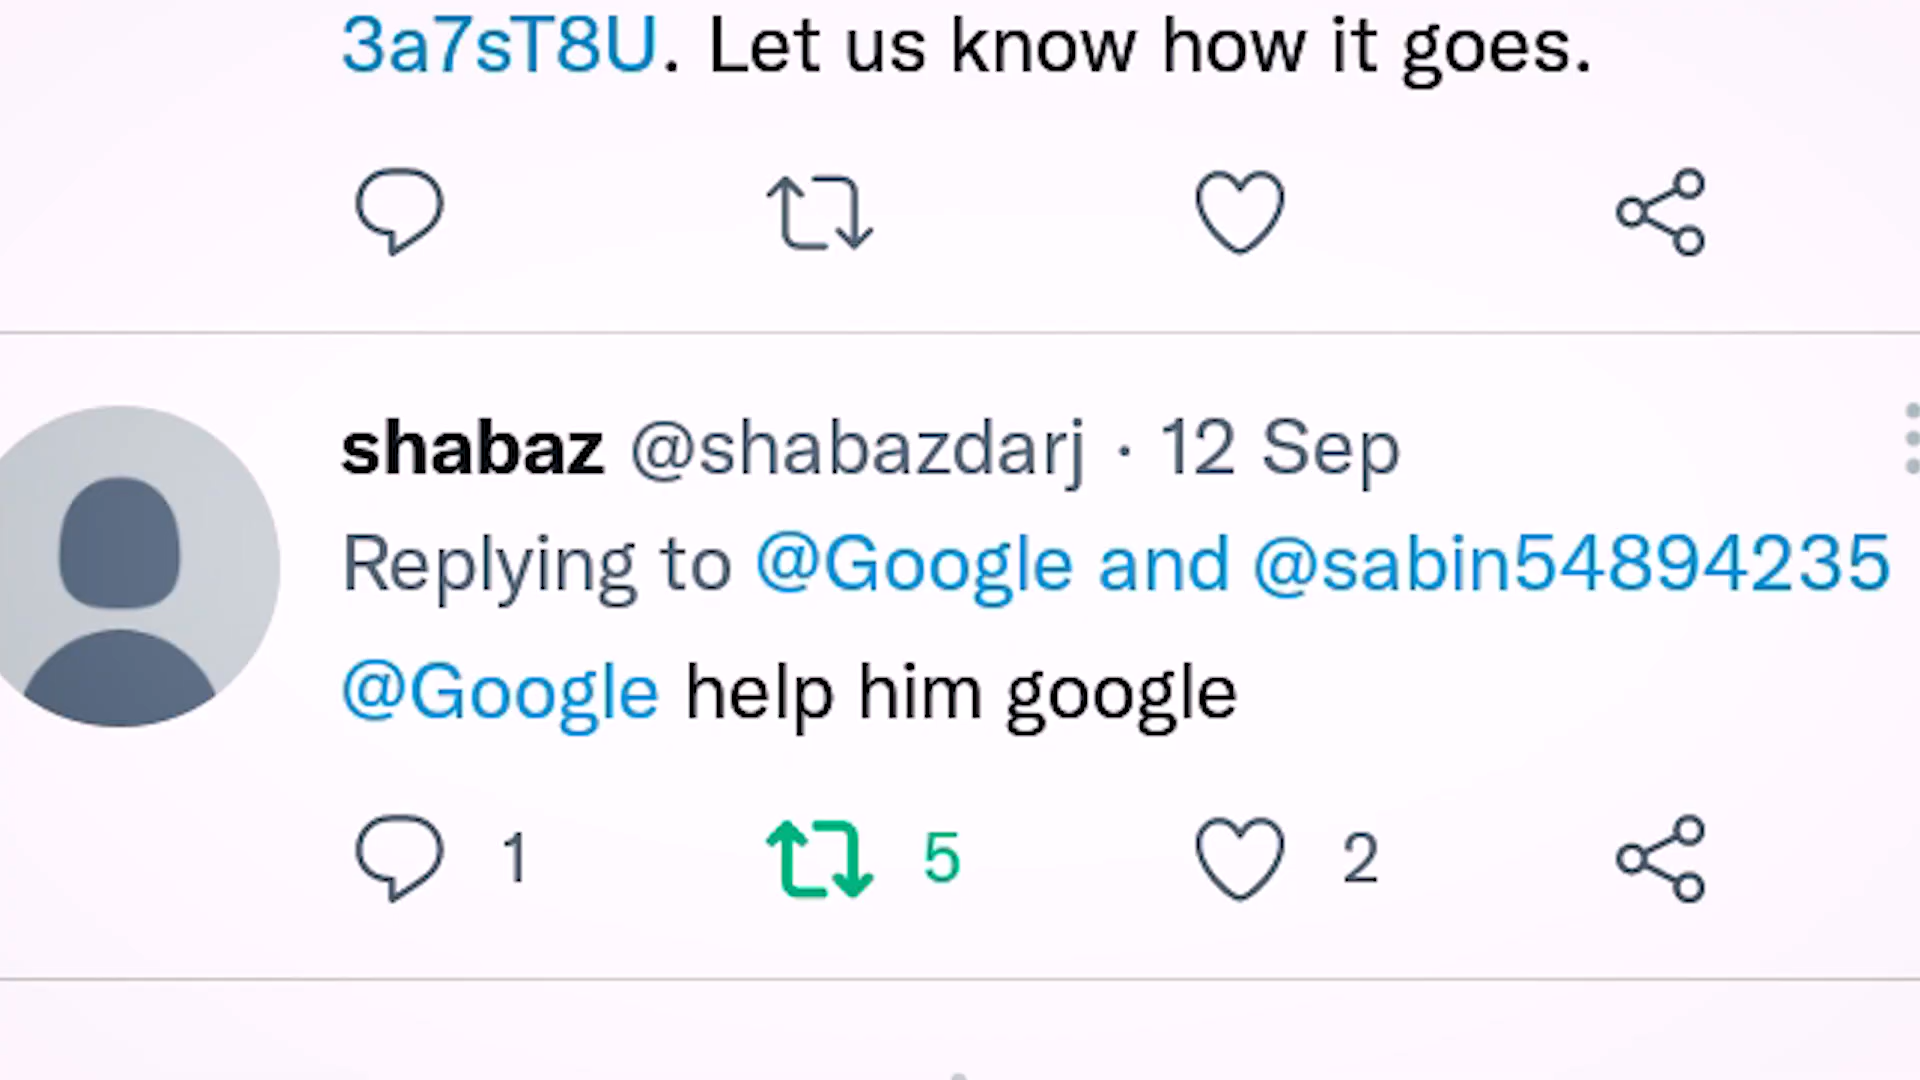 3a7sT8U. Let us know how it goes.
shabaz @shabazdarj · 12 Sep
Replying to @Google and @sabin54894235
@Google help him google
1 5 2